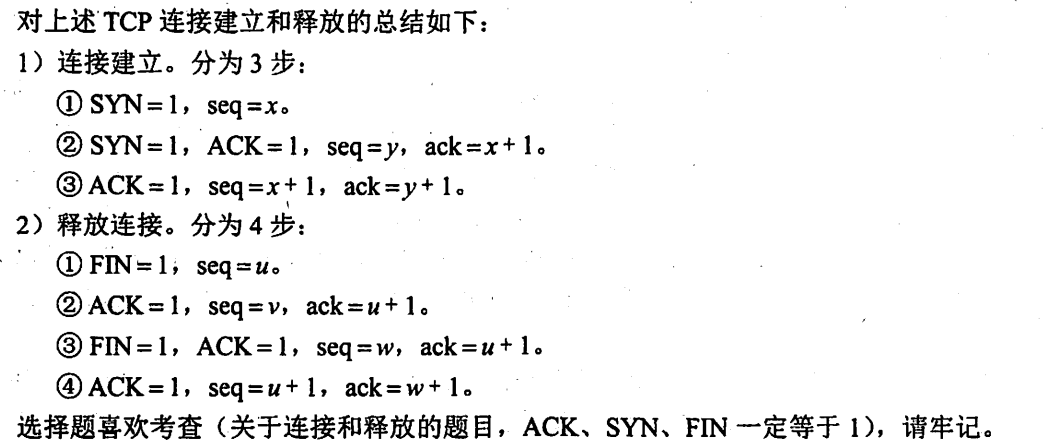 对上述 TCP 连接建立和释放的总结如下：
1）连接建立。分为 3 步：
① SYN=1，seq=x。
② SYN=1，ACK=1，seq=y，ack=x+1。
③ ACK=1，seq=x+1，ack=y+1。
2）释放连接。分为 4 步：
① FIN=1，seq=u。
② ACK=1，seq=v，ack=u+1。
③ FIN=1，ACK=1，seq=w，ack=u+1。
④ ACK=1，seq=u+1，ack=w+1。
选择题喜欢考查（关于连接和释放的题目，ACK、SYN、FIN 一定等于 1），请牢记。